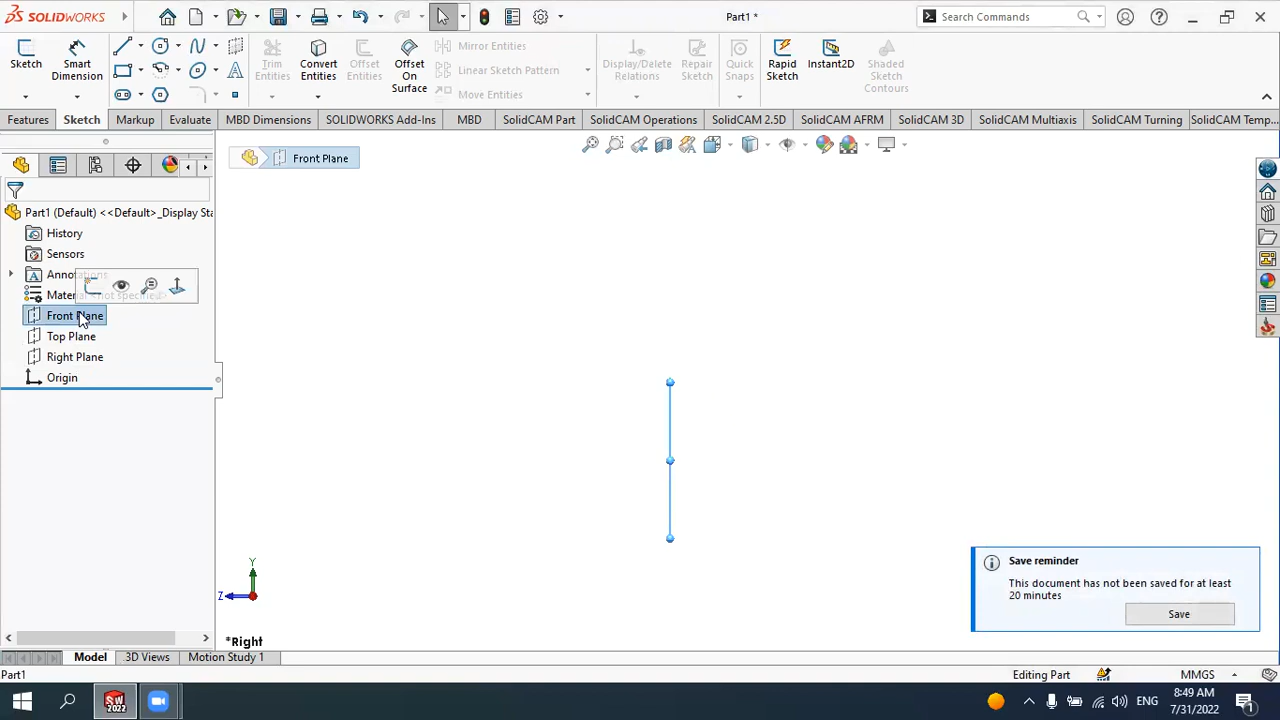 SOLIDWORKS
Part1 *
Search Commands
Sketch
Smart Dimension
Trim Entities
Convert Entities
Offset Entities
Offset On Surface
Mirror Entities
Linear Sketch Pattern
Move Entities
Display/Delete Relations
Repair Sketch
Quick Snaps
Rapid Sketch
Instant2D
Shaded Sketch Contours
Features
Sketch
Markup
Evaluate
MBD Dimensions
SOLIDWORKS Add-Ins
MBD
SolidCAM Part
SolidCAM Operations
SolidCAM 2.5D
SolidCAM AFRM
SolidCAM 3D
SolidCAM Multiaxis
SolidCAM Turning
SolidCAM Temp...
Front Plane
Part1 (Default) <<Default>_Display Sta
History
Sensors
Annotations
Material <not specified>
Front Plane
Top Plane
Right Plane
Origin
Save reminder
This document has not been saved for at least
20 minutes
Save
Y
Z
*Right
Model
3D Views
Motion Study 1
Part1
Editing Part
MMGS
SW
2022
ENG
8:49 AM
7/31/2022
1